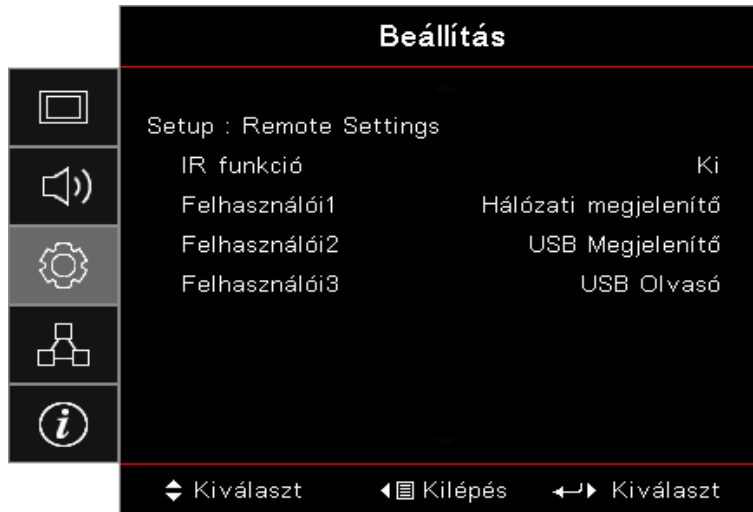 Beállítás
Setup : Remote Settings
IR funkció Ki
Felhasználói1 Hálózati megjelenítő
Felhasználói2 USB Megjelenítő
Felhasználói3 USB Olvasó
Kiválaszt Kilépés Kiválaszt